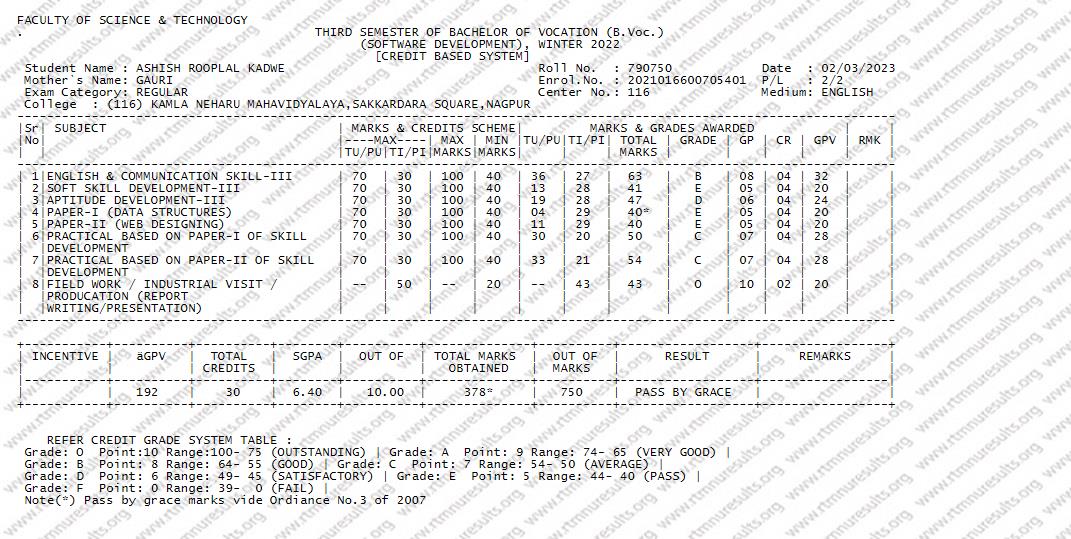 FACULTY OF SCIENCE & TECHNOLOGY
.
THIRD SEMESTER OF BACHELOR OF VOCATION (B.Voc.)
(SOFTWARE DEVELOPMENT), WINTER 2022
[CREDIT BASED SYSTEM]
Student Name : ASHISH ROOPLAL KADWE Roll No. : 790750 Date : 02/03/2023
Mother`s Name: GAURI Enrol.No. : 2021016600705401 P/L : 2/2
Exam Category: REGULAR Center No.: 116 Medium: ENGLISH
College : (116) KAMLA NEHARU MAHAVIDYALAYA,SAKKARDARA SQUARE,NAGPUR
|Sr| SUBJECT | MARKS & CREDITS SCHEME| MARKS & GRADES AWARDED | |
|No| |----MAX----| MAX | MIN |TU/PU|TI/PI| TOTAL | GRADE | GP | CR | GPV | RMK |
| | |TU/PU|TI/PI|MARKS|MARKS| | | MARKS | | | | | |
| 1|ENGLISH & COMMUNICATION SKILL-III | 70 | 30 | 100 | 40 | 36 | 27 | 63 | B | 08 | 04 | 32 | |
| 2|SOFT SKILL DEVELOPMENT-III | 70 | 30 | 100 | 40 | 13 | 28 | 41 | E | 05 | 04 | 20 | |
| 3|APTITUDE DEVELOPMENT-III | 70 | 30 | 100 | 40 | 19 | 28 | 47 | D | 06 | 04 | 24 | |
| 4|PAPER-I (DATA STRUCTURES) | 70 | 30 | 100 | 40 | 04 | 29 | 40* | E | 05 | 04 | 20 | |
| 5|PAPER-II (WEB DESIGNING) | 70 | 30 | 100 | 40 | 11 | 29 | 40 | E | 05 | 04 | 20 | |
| 6|PRACTICAL BASED ON PAPER-I OF SKILL | 70 | 30 | 100 | 40 | 30 | 20 | 50 | C | 07 | 04 | 28 | |
| |DEVELOPMENT
| 7|PRACTICAL BASED ON PAPER-II OF SKILL | 70 | 30 | 100 | 40 | 33 | 21 | 54 | C | 07 | 04 | 28 | |
| |DEVELOPMENT
| 8|FIELD WORK / INDUSTRIAL VISIT / | -- | 50 | -- | 20 | -- | 43 | 43 | O | 10 | 02 | 20 | |
| |PRODUCATION (REPORT
| |WRITING/PRESENTATION)
| INCENTIVE | äGPV | TOTAL | SGPA | OUT OF | TOTAL MARKS | OUT OF | RESULT | REMARKS |
| | | CREDITS | | | OBTAINED | MARKS | | |
| | 192 | 30 | 6.40 | 10.00 | 378* | 750 | PASS BY GRACE | |
REFER CREDIT GRADE SYSTEM TABLE :
Grade: O Point:10 Range:100- 75 (OUTSTANDING) | Grade: A Point: 9 Range: 74- 65 (VERY GOOD) |
Grade: B Point: 8 Range: 64- 55 (GOOD) | Grade: C Point: 7 Range: 54- 50 (AVERAGE) |
Grade: D Point: 6 Range: 49- 45 (SATISFACTORY) | Grade: E Point: 5 Range: 44- 40 (PASS) |
Grade: F Point: 0 Range: 39- 0 (FAIL) |
Note(*) Pass by grace marks vide Ordiance No.3 of 2007
www.rtmnuresults.org